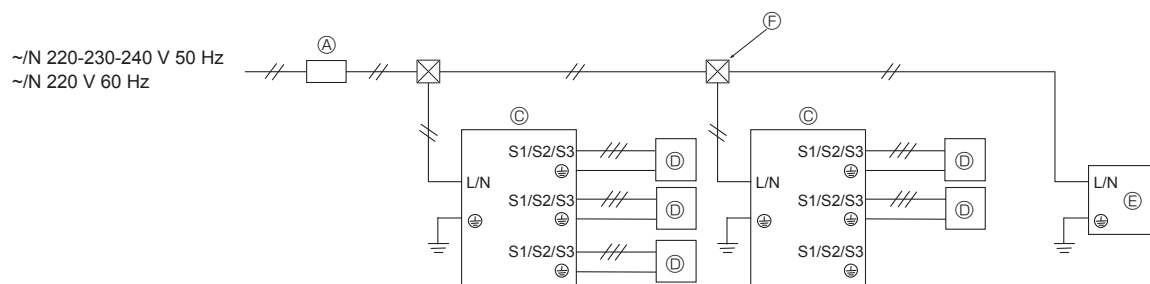 Ⓕ
~/N 220-230-240 V 50 Hz
~/N 220 V 60 Hz
Ⓐ
Ⓒ
Ⓒ
S1/S2/S3
Ⓓ
S1/S2/S3
Ⓓ
L/N
S1/S2/S3
Ⓓ
L/N
S1/S2/S3
Ⓓ
L/N
Ⓔ
S1/S2/S3
Ⓓ
S1/S2/S3